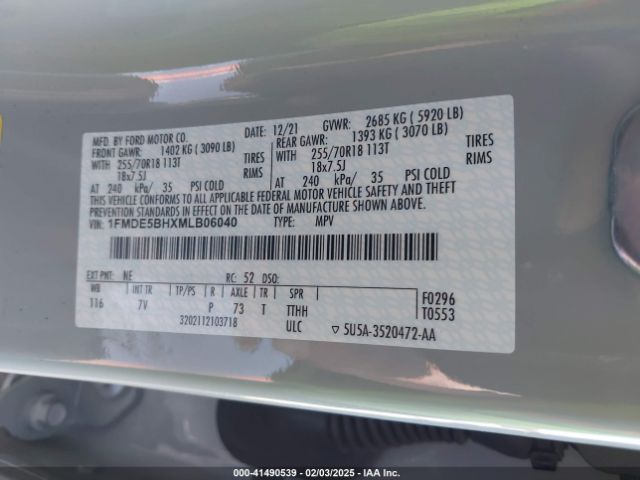 MFD. BY FORD MOTOR CO.
DATE: 12/21 GVWR: 2685 KG ( 5920 LB)
FRONT GAWR: 1402 KG ( 3090 LB) REAR GAWR: 1393 KG ( 3070 LB)
WITH 255/70R18 113T TIRES WITH 255/70R18 113T TIRES
18x7.5J RIMS 18x7.5J RIMS
AT 240 kPa/ 35 PSI COLD AT 240 kPa/ 35 PSI COLD
THIS VEHICLE CONFORMS TO ALL APPLICABLE FEDERAL MOTOR VEHICLE SAFETY AND THEFT
PREVENTION STANDARDS IN EFFECT ON THE DATE OF MANUFACTURE SHOWN ABOVE.
VIN: 1FMDE5BHXMLB06040 TYPE: MPV
EXT PNT: NE RC: 52 DSO:
WB INT TR TP/PS R AXLE TR SPR F0296
116 7V P 73 T TTHH T0553
3202112103718 ULC ▽ 5U5A-3520472-AA
000-41490539 - 02/03/2025 - IAA Inc.